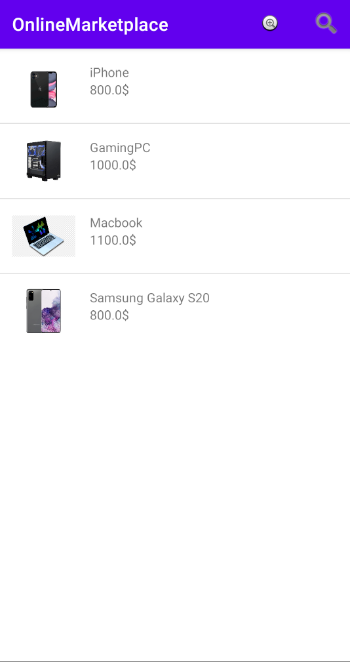 OnlineMarketplace
iPhone
800.0$
GamingPC
1000.0$
Macbook
1100.0$
Samsung Galaxy S20
800.0$